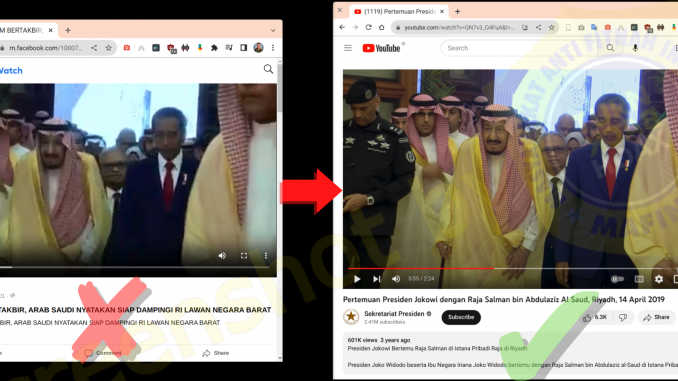 M BERTAKBIR,
m.facebook.com/10007...
Watch
TAKBIR, ARAB SAUDI NYATAKAN SIAP DAMPINGI RI LAWAN NEGARA BARAT
BIR, ARAB SAUDI NYATAKAN SIAP DAMPINGI RI LAWAN NEGARA BARAT
Comment
Share
(1119) Pertemuan Preside
youtube.com/watch?v=GN7v3_O4FuA&t=...
YouTube
ID
Search
0:55 / 2:24
Pertemuan Presiden Jokowi dengan Raja Salman bin Abdulaziz Al Saud, Riyadh, 14 April 2019
Sekretariat Presiden
2.41M subscribers
Subscribe
6.3K
Share
601K views 3 years ago
Presiden Jokowi Bertemu Raja Salman di Istana Pribadi Raja di Riyadh
Presiden Joko Widodo beserta Ibu Negara Iriana Joko Widodo bertemu dengan Raja Salman bin Abdulaziz al-Saud di Istana Priba